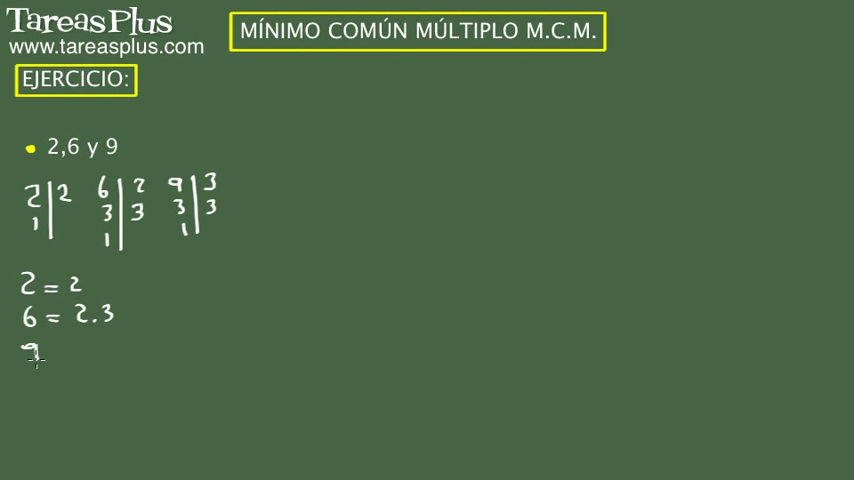 TareasPlus
www.tareasplus.com
MÍNIMO COMÚN MÚLTIPLO M.C.M.
EJERCICIO:
• 2,6 y 9
2 | 2 6 | 2 9 | 3
1 | 3 | 3 3 | 3
1 1
2 = 2
6 = 2.3
9